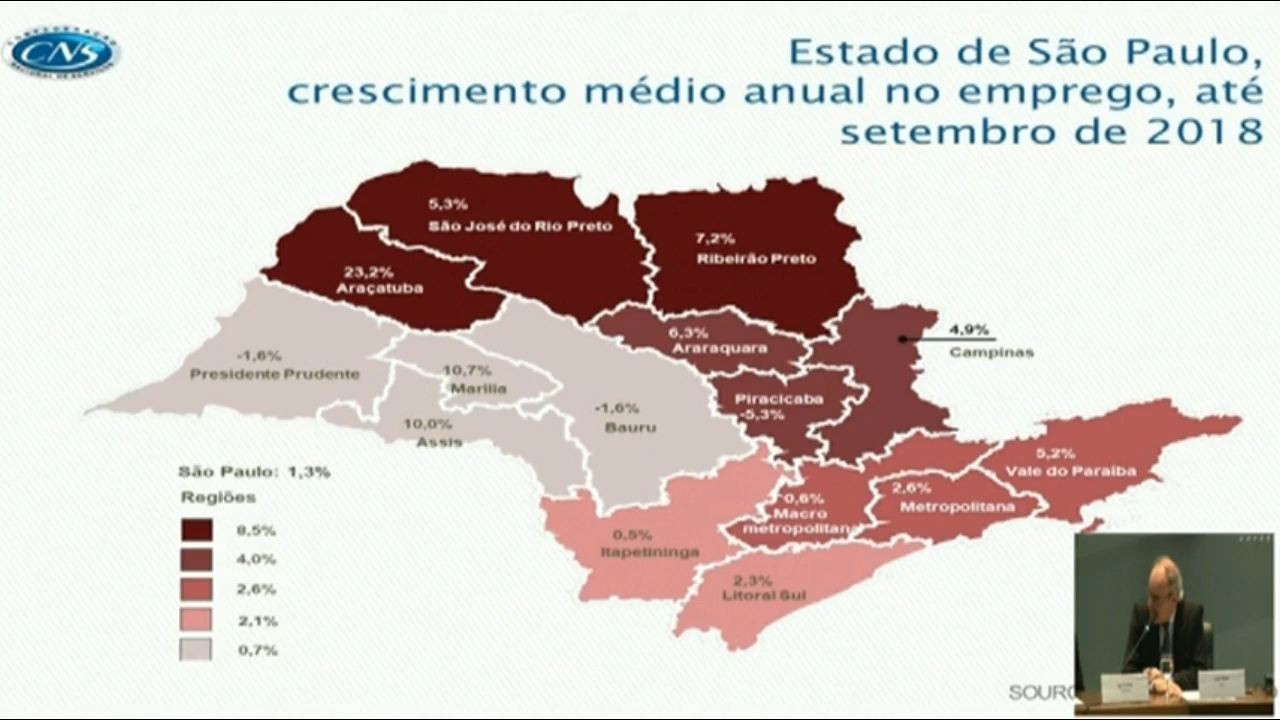 CNS
Estado de São Paulo,
crescimento médio anual no emprego, até
setembro de 2018
5,3%
São José do Rio Preto
7,2%
Ribeirão Preto
23,2%
Araçatuba
6,3%
Araraquara
4,9%
Campinas
-1,6%
Presidente Prudente
10,7%
Marília
Piracicaba
-5,3%
-1,6%
Bauru
10,0%
Assis
5,2%
Vale do Paraiba
2,6%
Metropolitana
0,6%
Macro
metropolitana
0,5%
Itapetininga
2,3%
Litoral Sul
São Paulo: 1,3%
Regiões
8,5%
4,0%
2,6%
2,1%
0,7%
SOURC